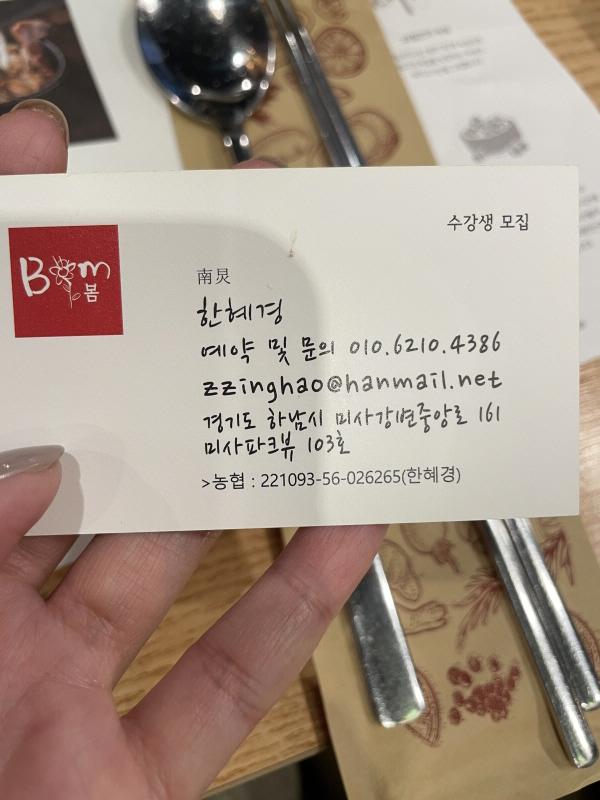 수강생 모집
Bom
봄
南炅
한혜경
예약 및 문의 010.6210.4386
zzinghao@hanmail.net
경기도 하남시 미사강변중앙로 161
미사파크뷰 103호
>농협 : 221093-56-026265(한혜경)